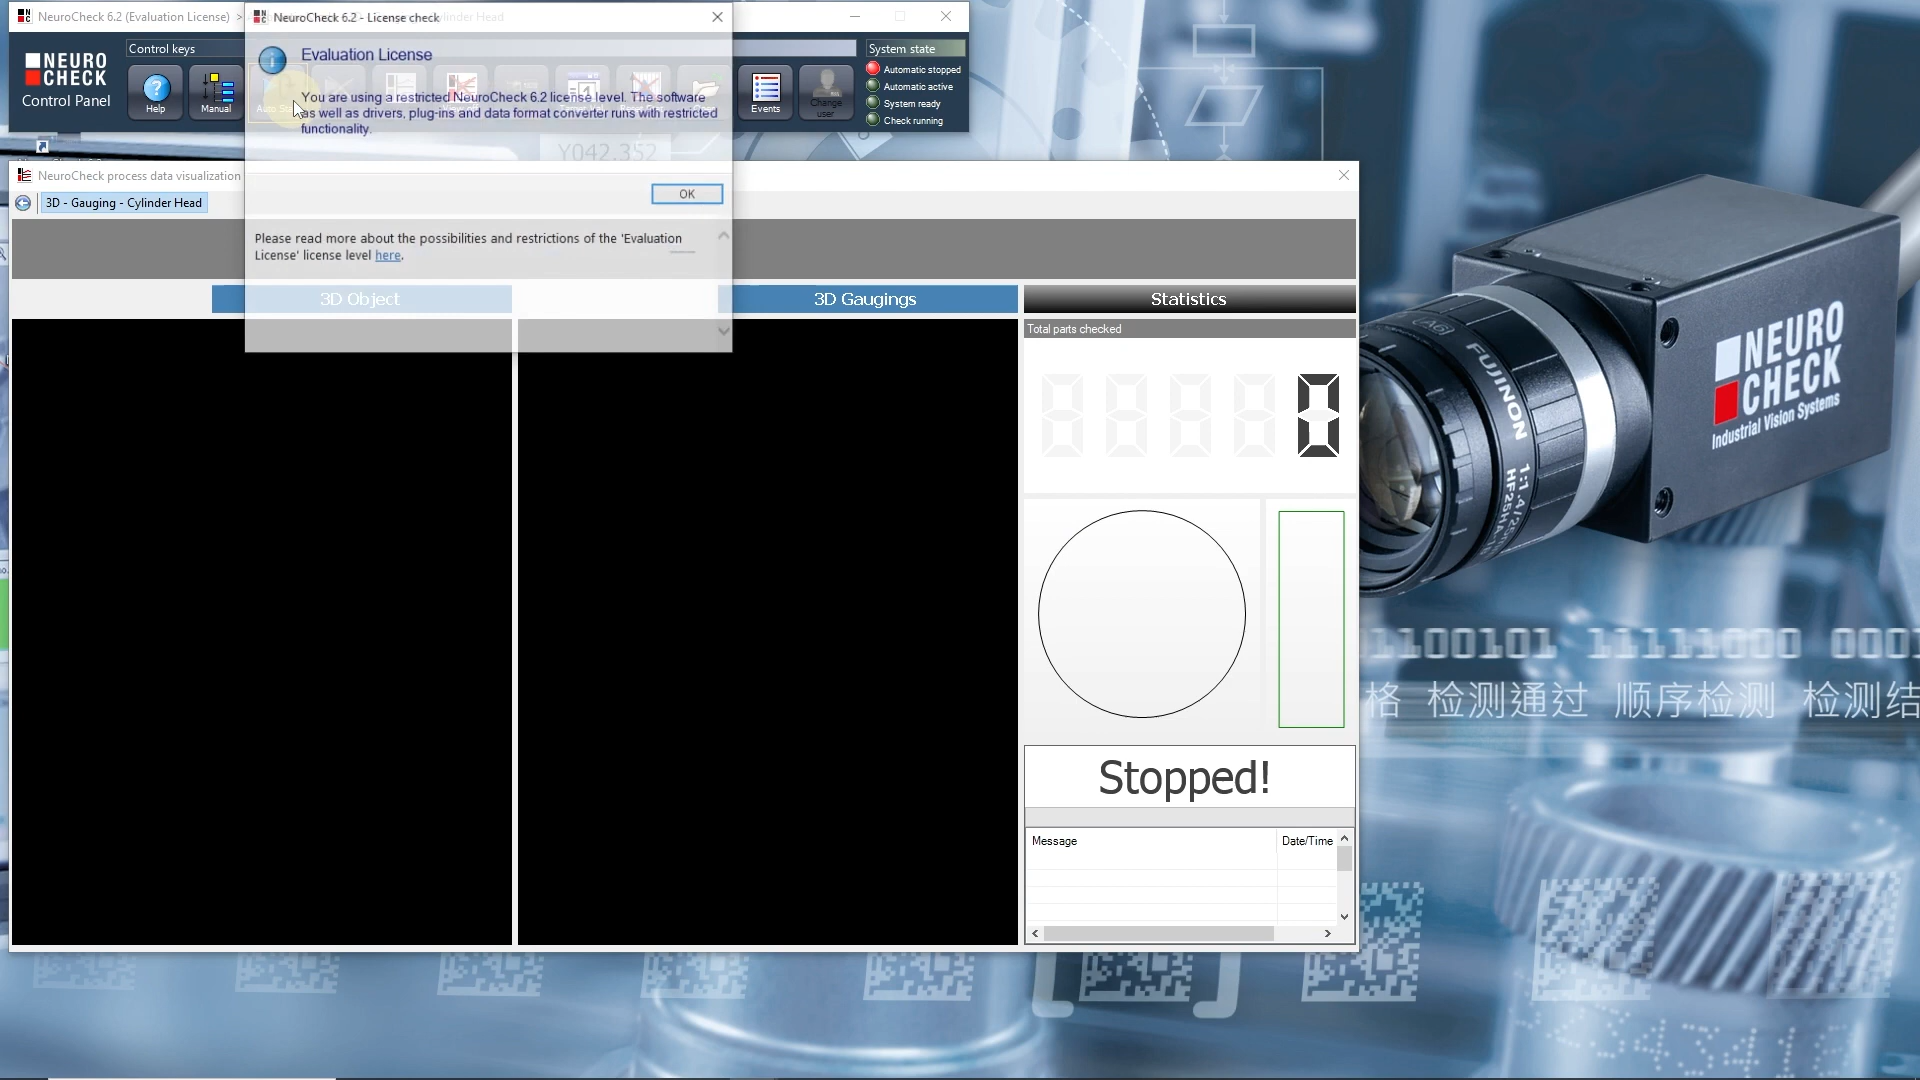 NeuroCheck 6.2 (Evaluation License) >
NeuroCheck 6.2 - License check
NEURO
CHECK
Control Panel
Control keys
Help
Manual
Evaluation License
You are using a restricted NeuroCheck 6.2 license level. The software
as well as drivers, plug-ins and data format converter runs with restricted
functionality.
OK
Please read more about the possibilities and restrictions of the 'Evaluation
License' license level here.
Events
Change
user
System state
Automatic stopped
Automatic active
System ready
Check running
Y042.352
NeuroCheck process data visualization
3D - Gauging - Cylinder Head
3D Object
3D Gaugings
Statistics
Total parts checked
0
Stopped!
Message
Date/Time
FUJINON
NEURO
CHECK
Industrial Vision Systems
格 检测通过 顺序检测 检测结